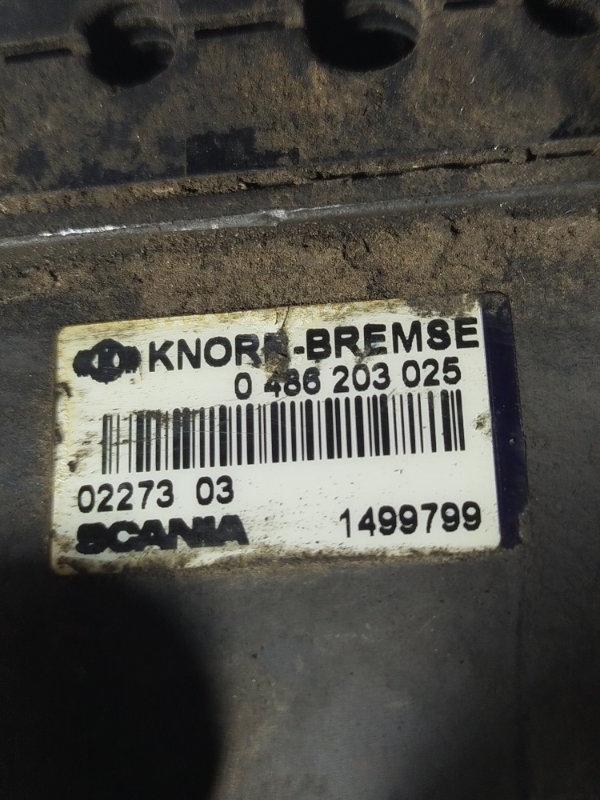 KNORR-BREMSE
0 486 203 025
02273 03
SCANIA
1499799